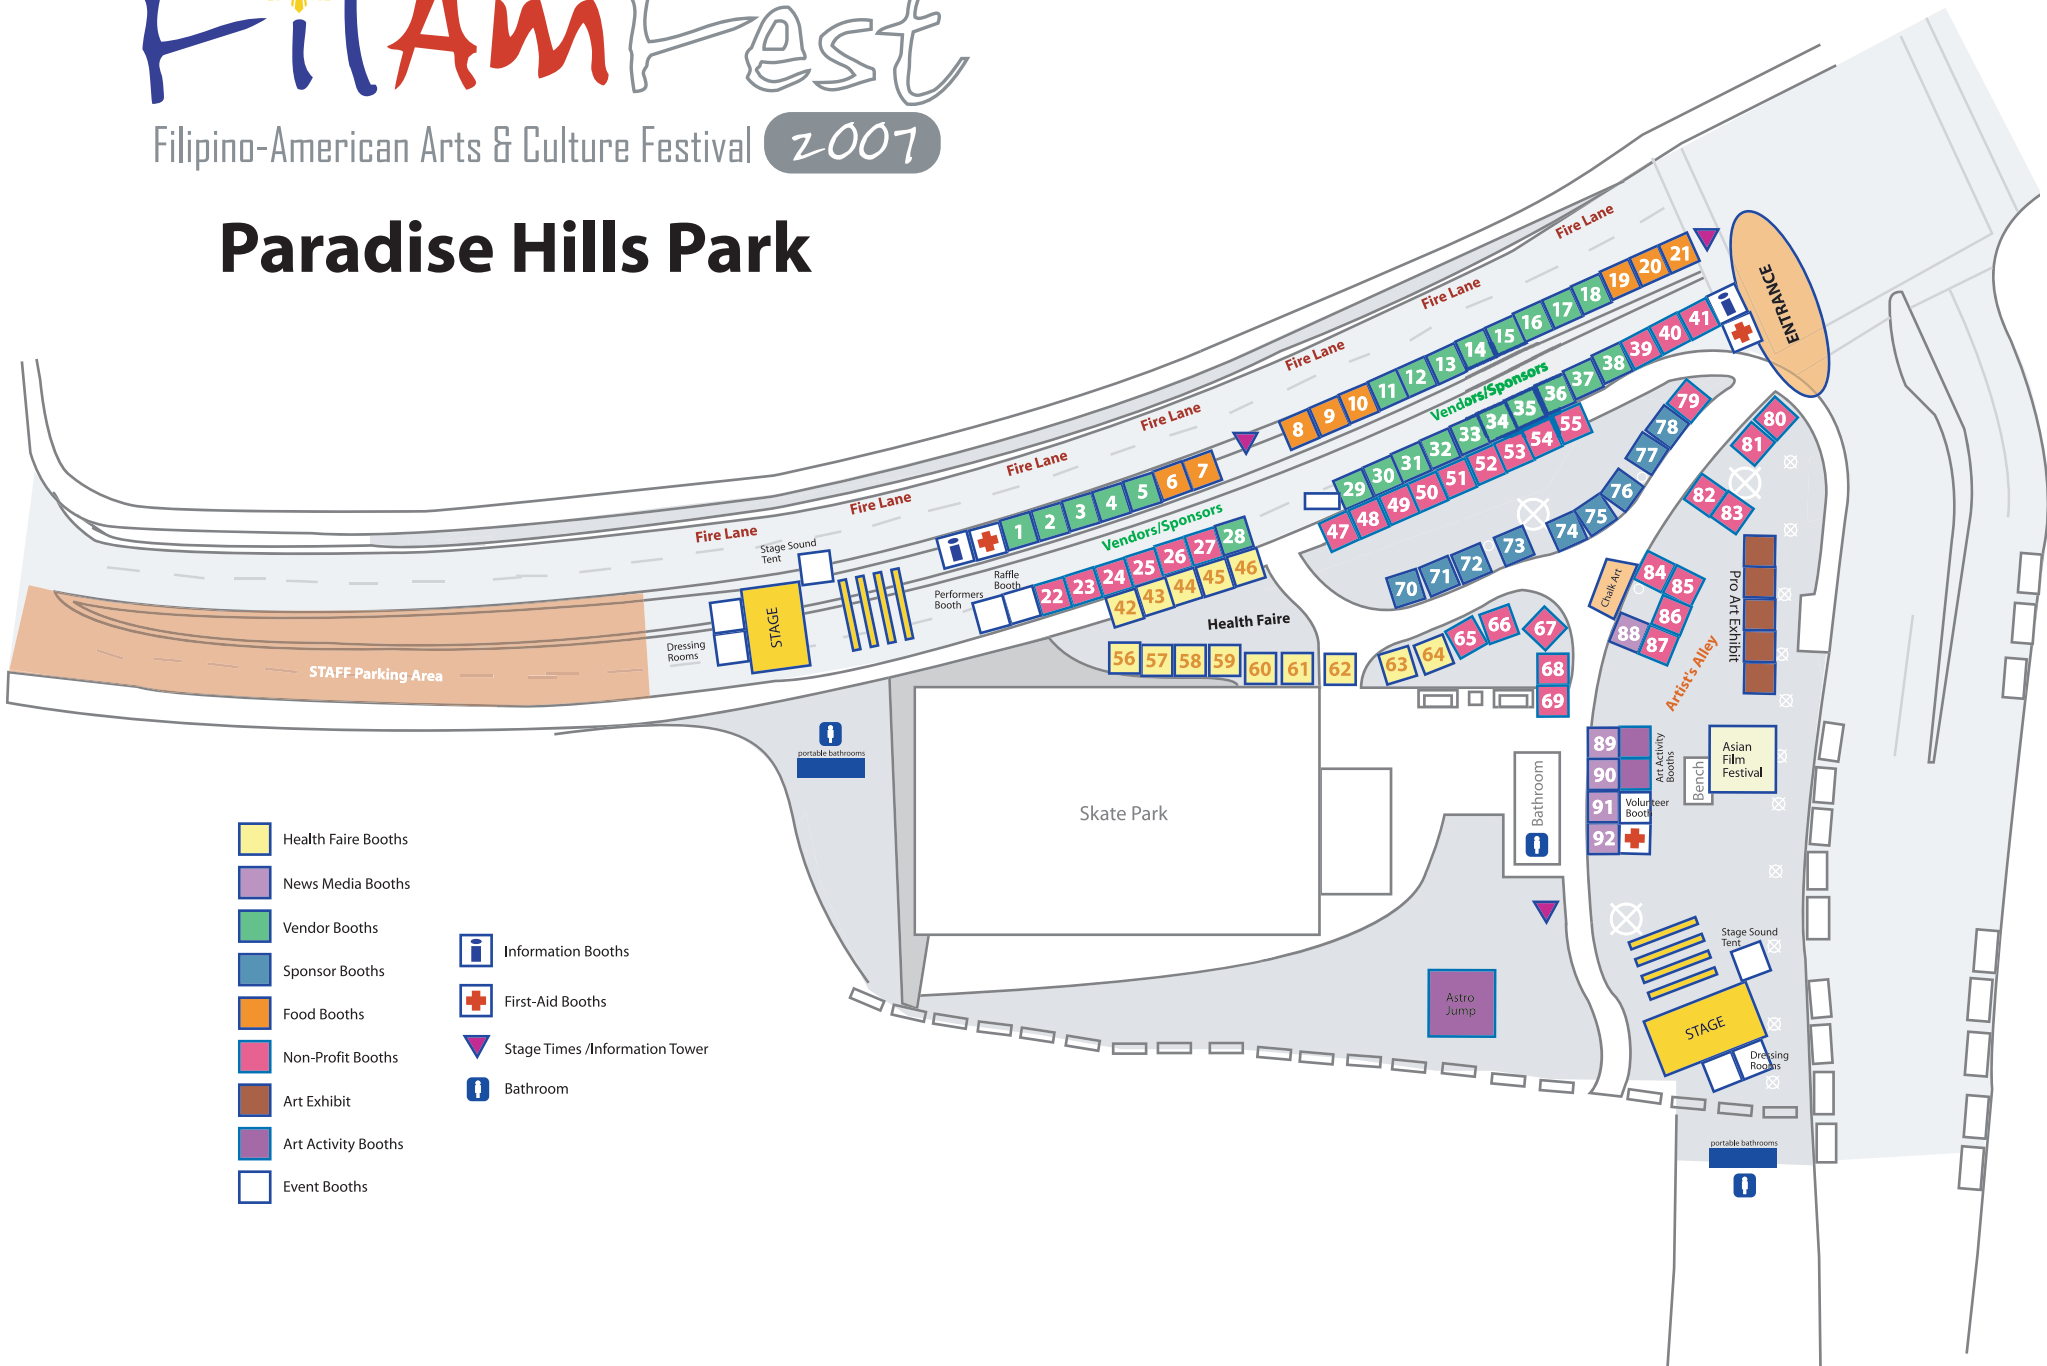 FilAmFest
Filipino-American Arts & Culture Festival 2007
Paradise Hills Park
Fire Lane
Fire Lane
Fire Lane
Fire Lane
Fire Lane
Fire Lane
Fire Lane
ENTRANCE
1 2 3 4 5 6 7
8 9 10 11 12 13 14 15 16 17 18 19 20 21
Vendors/Sponsors
Vendors/Sponsors
22 23 24 25 26 27 28
29 30 31 32 33 34 35 36 37 38 39 40 41
42 43 44 45 46
47 48 49 50 51 52 53 54 55
Health Faire
56 57 58 59 60 61 62
63 64 65 66 67
68
69
70 71 72 73 74 75 76 77 78 79
80
81
82
83
84
85
86
87
88
Chalk Art
Pro Art Exhibit
Artist's Alley
89
90
91
92
Art Activity
Booths
Volunteer
Booth
Bench
Asian
Film
Festival
Stage Sound
Tent
STAGE
Dressing
Rooms
Performers
Booth
Raffle
Booth
STAFF Parking Area
portable bathrooms
Skate Park
Bathroom
Astro
Jump
Stage Sound
Tent
STAGE
Dressing
Rooms
portable bathrooms
Health Faire Booths
News Media Booths
Vendor Booths
Sponsor Booths
Food Booths
Non-Profit Booths
Art Exhibit
Art Activity Booths
Event Booths
Information Booths
First-Aid Booths
Stage Times /Information Tower
Bathroom